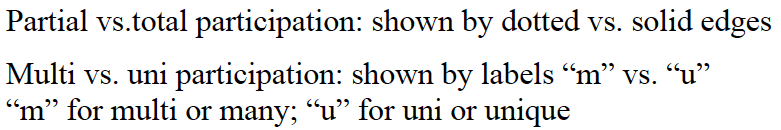 Partial vs.total participation: shown by dotted vs. solid edges
Multi vs. uni participation: shown by labels “m” vs. “u”
“m” for multi or many; “u” for uni or unique